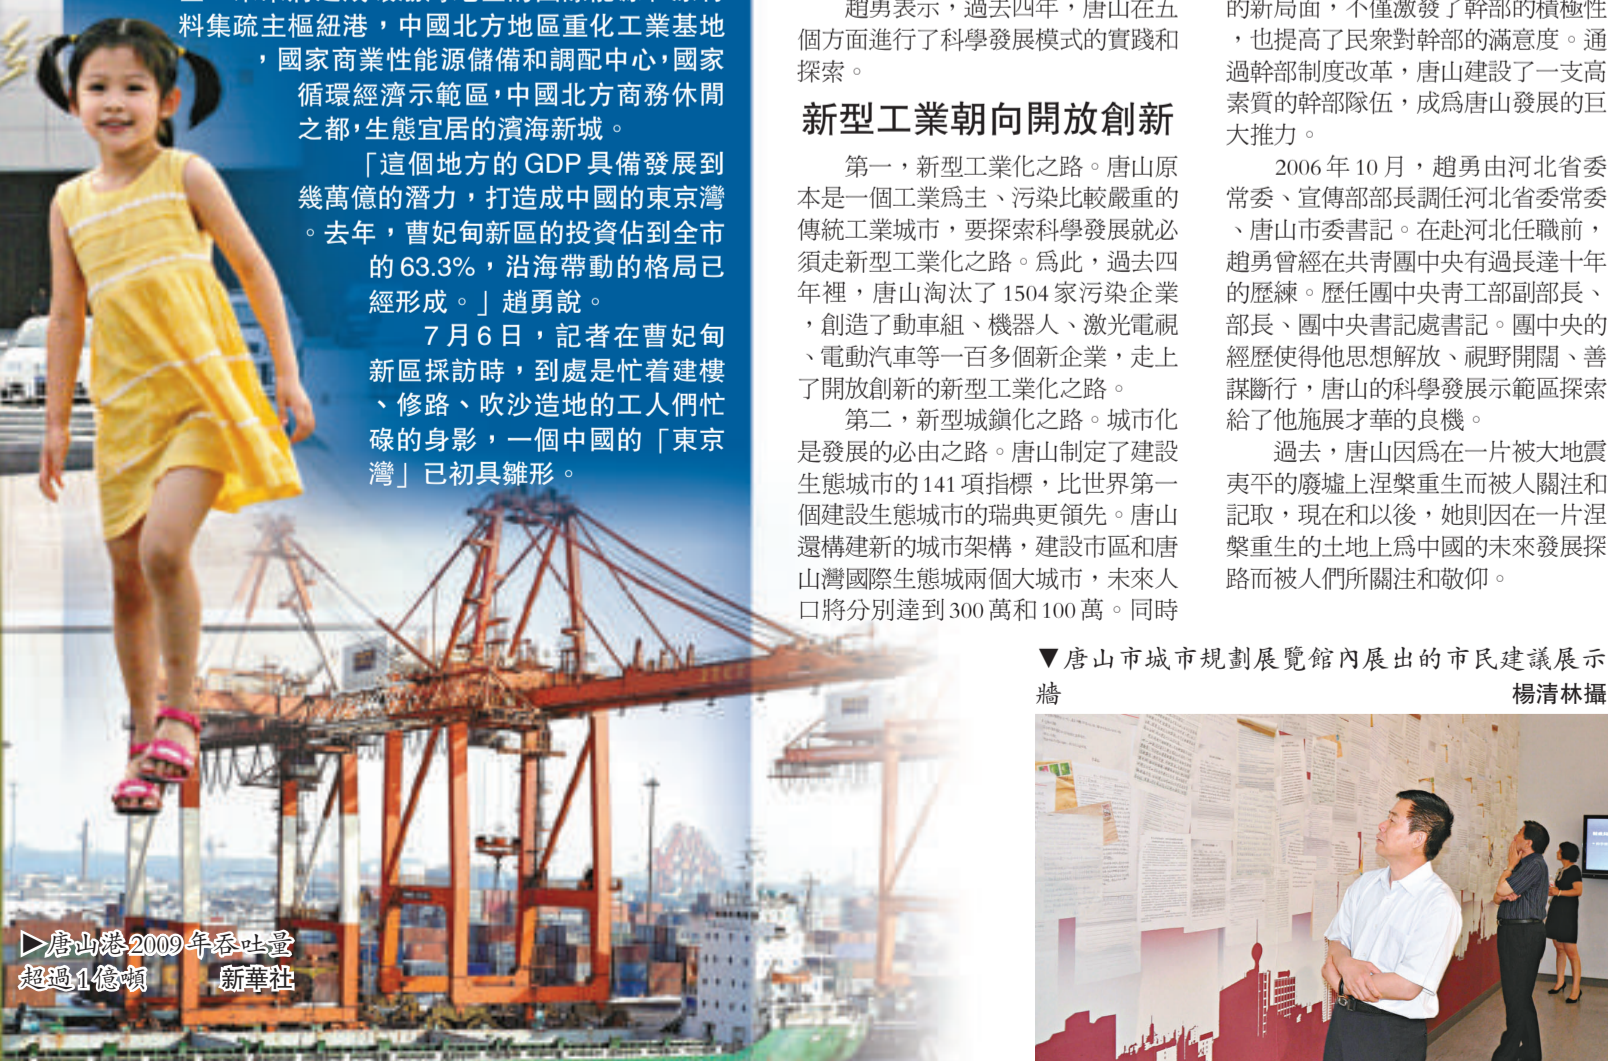 料集疏主樞紐港，中國北方地區重化工業基地
，國家商業性能源儲備和調配中心，國家
循環經濟示範區，中國北方商務休閒
之都，生態宜居的濱海新城。
「這個地方的GDP具備發展到
幾萬億的潛力，打造成中國的東京灣
。去年，曹妃甸新區的投資佔到全市
的63.3%，沿海帶動的格局已
經形成。」趙勇說。
7月6日，記者在曹妃甸
新區採訪時，到處是忙着建樓
、修路、吹沙造地的工人們忙
碌的身影，一個中國的「東京
灣」已初具雛形。
▶唐山港2009年吞吐量
超過1億噸 新華社
趙勇表示，過去四年，唐山在五
個方面進行了科學發展模式的實踐和
探索。
新型工業朝向開放創新
第一，新型工業化之路。唐山原
本是一個工業爲主、污染比較嚴重的
傳統工業城市，要探索科學發展就必
須走新型工業化之路。爲此，過去四
年裡，唐山淘汰了1504家污染企業
，創造了動車組、機器人、激光電視
、電動汽車等一百多個新企業，走上
了開放創新的新型工業化之路。
第二，新型城鎭化之路。城市化
是發展的必由之路。唐山制定了建設
生態城市的141項指標，比世界第一
個建設生態城市的瑞典更領先。唐山
還構建新的城市架構，建設市區和唐
山灣國際生態城兩個大城市，未來人
口將分別達到300萬和100萬。同時
的新局面，不僅激發了幹部的積極性
，也提高了民衆對幹部的滿意度。通
過幹部制度改革，唐山建設了一支高
素質的幹部隊伍，成爲唐山發展的巨
大推力。
2006年10月，趙勇由河北省委
常委、宣傳部部長調任河北省委常委
、唐山市委書記。在赴河北任職前，
趙勇曾經在共靑團中央有過長達十年
的歷練。歷任團中央靑工部副部長、
部長、團中央書記處書記。團中央的
經歷使得他思想解放、視野開闊、善
謀斷行，唐山的科學發展示範區探索
給了他施展才華的良機。
過去，唐山因爲在一片被大地震
夷平的廢墟上涅槃重生而被人關注和
記取，現在和以後，她則因在一片涅
槃重生的土地上爲中國的未來發展探
路而被人們所關注和敬仰。
▼唐山市城市規劃展覽館內展出的市民建議展示
牆 楊清林攝